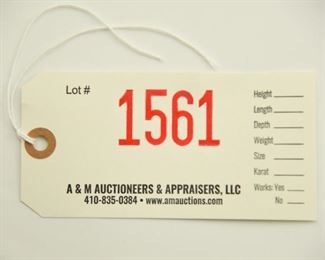 Lot #
1561
Height
Length
Depth
Weight
Size
Karat
Works: Yes
No
A & M AUCTIONEERS & APPRAISERS, LLC
410-835-0384 • www.amauctions.com